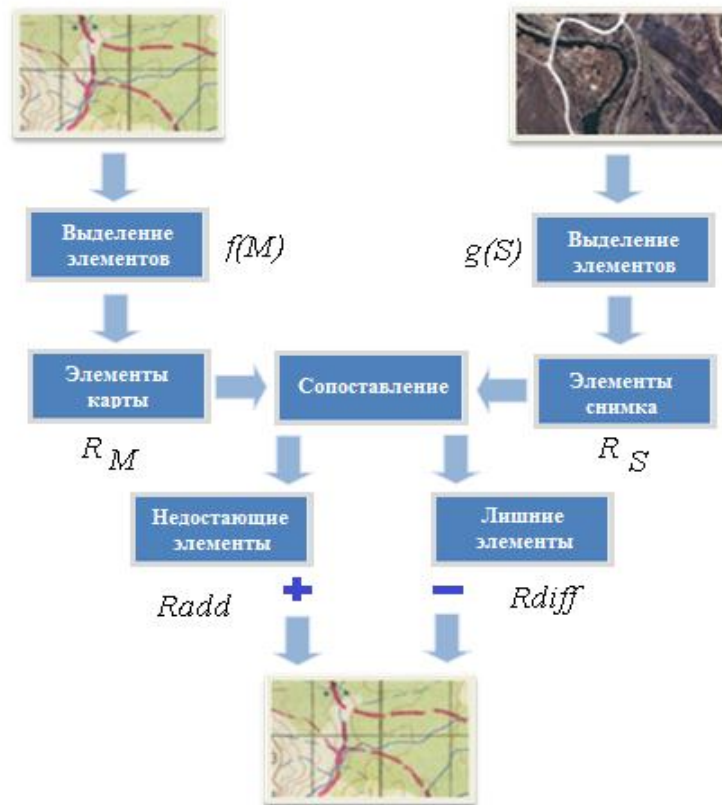 Выделение
элементов
f(M)
g(S)
Выделение
элементов
Элементы
карты
Сопоставление
Элементы
снимка
R M
R S
Недостающие
элементы
Лишние
элементы
Radd +
− Rdiff